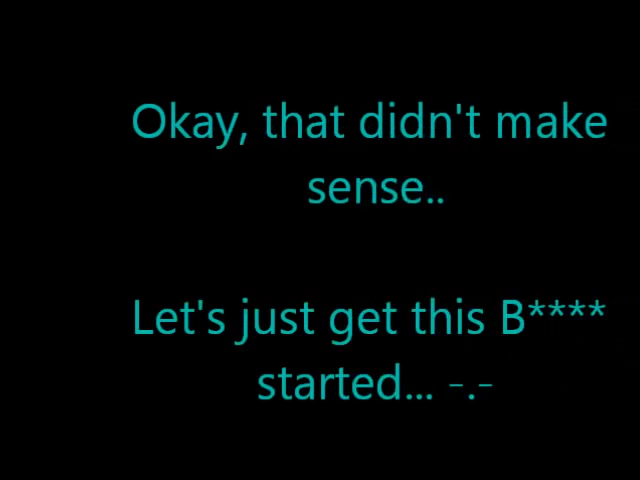 Okay, that didn't make
sense..
Let's just get this B****
started... -.-